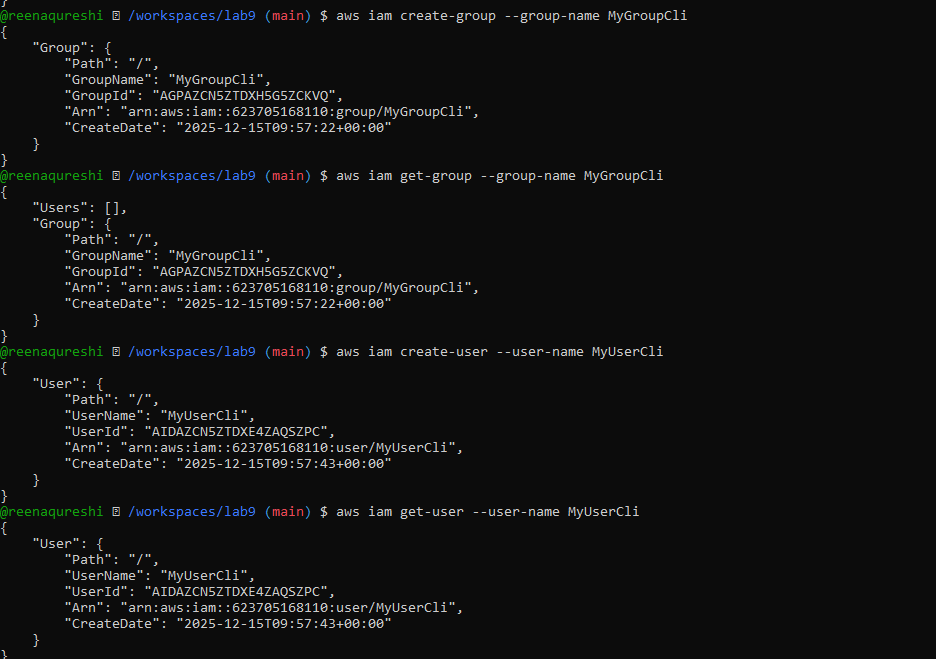 }
@reenaqureshi /workspaces/lab9 (main) $ aws iam create-group --group-name MyGroupCli
{
    "Group": {
        "Path": "/",
        "GroupName": "MyGroupCli",
        "GroupId": "AGPAZCN5ZTDXH5G5ZCKVQ",
        "Arn": "arn:aws:iam::623705168110:group/MyGroupCli",
        "CreateDate": "2025-12-15T09:57:22+00:00"
    }
}
@reenaqureshi /workspaces/lab9 (main) $ aws iam get-group --group-name MyGroupCli
{
    "Users": [],
    "Group": {
        "Path": "/",
        "GroupName": "MyGroupCli",
        "GroupId": "AGPAZCN5ZTDXH5G5ZCKVQ",
        "Arn": "arn:aws:iam::623705168110:group/MyGroupCli",
        "CreateDate": "2025-12-15T09:57:22+00:00"
    }
}
@reenaqureshi /workspaces/lab9 (main) $ aws iam create-user --user-name MyUserCli
{
    "User": {
        "Path": "/",
        "UserName": "MyUserCli",
        "UserId": "AIDAZCN5ZTDXE4ZAQSZPC",
        "Arn": "arn:aws:iam::623705168110:user/MyUserCli",
        "CreateDate": "2025-12-15T09:57:43+00:00"
    }
}
@reenaqureshi /workspaces/lab9 (main) $ aws iam get-user --user-name MyUserCli
{
    "User": {
        "Path": "/",
        "UserName": "MyUserCli",
        "UserId": "AIDAZCN5ZTDXE4ZAQSZPC",
        "Arn": "arn:aws:iam::623705168110:user/MyUserCli",
        "CreateDate": "2025-12-15T09:57:43+00:00"
    }
}